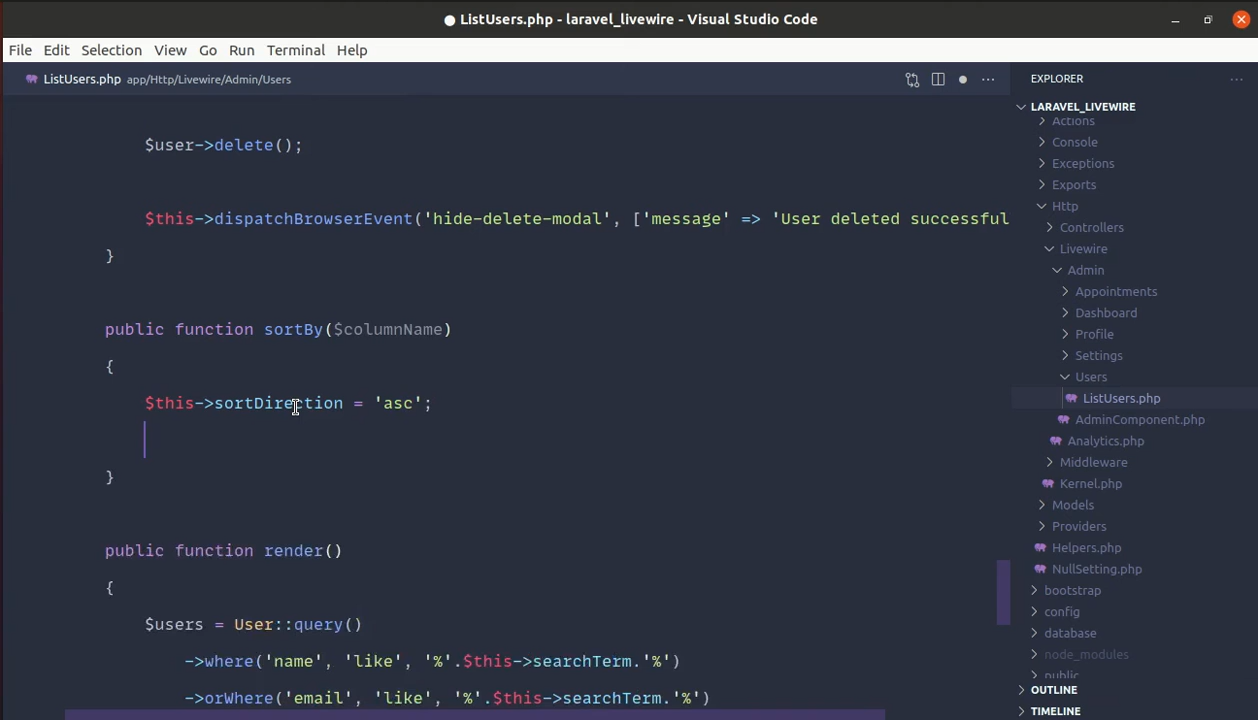 ● ListUsers.php - laravel_livewire - Visual Studio Code
File Edit Selection View Go Run Terminal Help
ListUsers.php app/Http/Livewire/Admin/Users
$user->delete();
$this->dispatchBrowserEvent('hide-delete-modal', ['message' => 'User deleted successful
}
public function sortBy($columnName)
{
$this->sortDirection = 'asc';
}
public function render()
{
$users = User::query()
->where('name', 'like', '%'.$this->searchTerm.'%')
->orWhere('email', 'like', '%'.$this->searchTerm.'%')
EXPLORER
LARAVEL_LIVEWIRE
Actions
Console
Exceptions
Exports
Http
Controllers
Livewire
Admin
Appointments
Dashboard
Profile
Settings
Users
ListUsers.php
AdminComponent.php
Analytics.php
Middleware
Kernel.php
Models
Providers
Helpers.php
NullSetting.php
bootstrap
config
database
node_modules
public
OUTLINE
TIMELINE